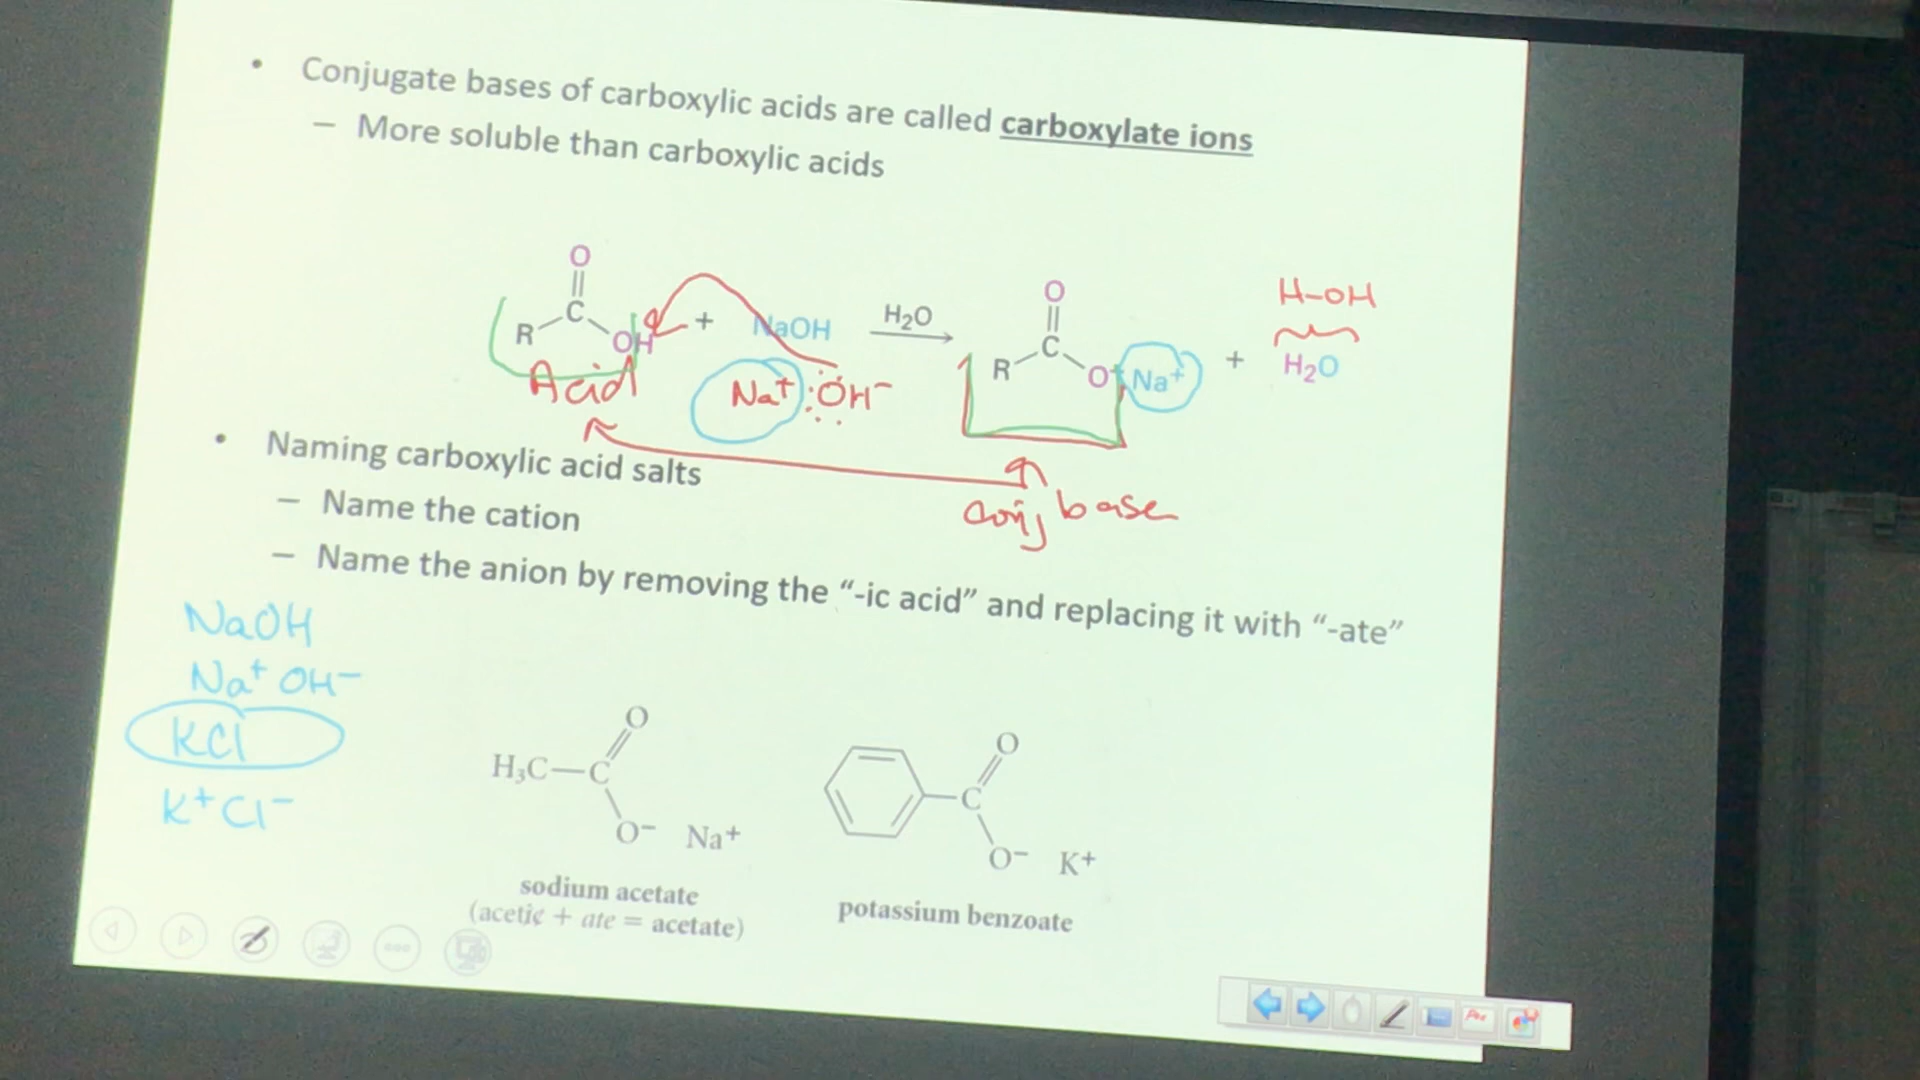 • Conjugate bases of carboxylic acids are called carboxylate ions
– More soluble than carboxylic acids
O
C
R
OH
+
NaOH
H₂O
O
C
R
O⁻
Na⁺
+
H-OH
H₂O
Acid
Na⁺ :ÖH⁻
conj base
• Naming carboxylic acid salts
– Name the cation
– Name the anion by removing the “-ic acid” and replacing it with “-ate”
NaOH
Na⁺ OH⁻
KCl
K⁺Cl⁻
O
H₃C—C
O⁻ Na⁺
sodium acetate
(acetic + ate = acetate)
O
C
O⁻ K⁺
potassium benzoate